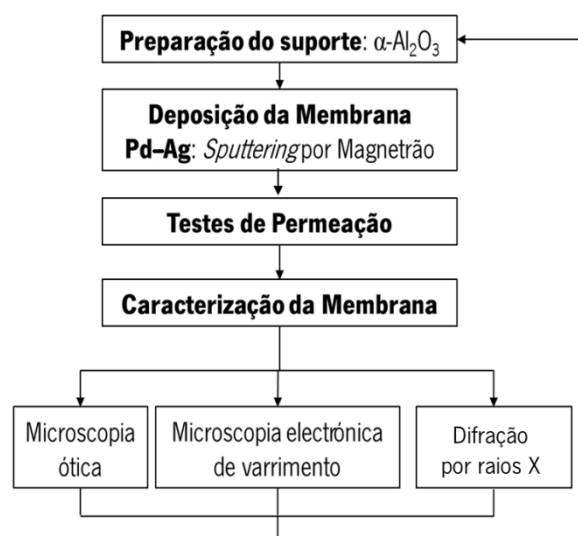 Preparação do suporte: α-Al₂O₃
Deposição da Membrana
Pd–Ag: Sputtering por Magnetrão
Testes de Permeação
Caracterização da Membrana
Microscopia
ótica
Microscopia electrónica
de varrimento
Difração
por raios X